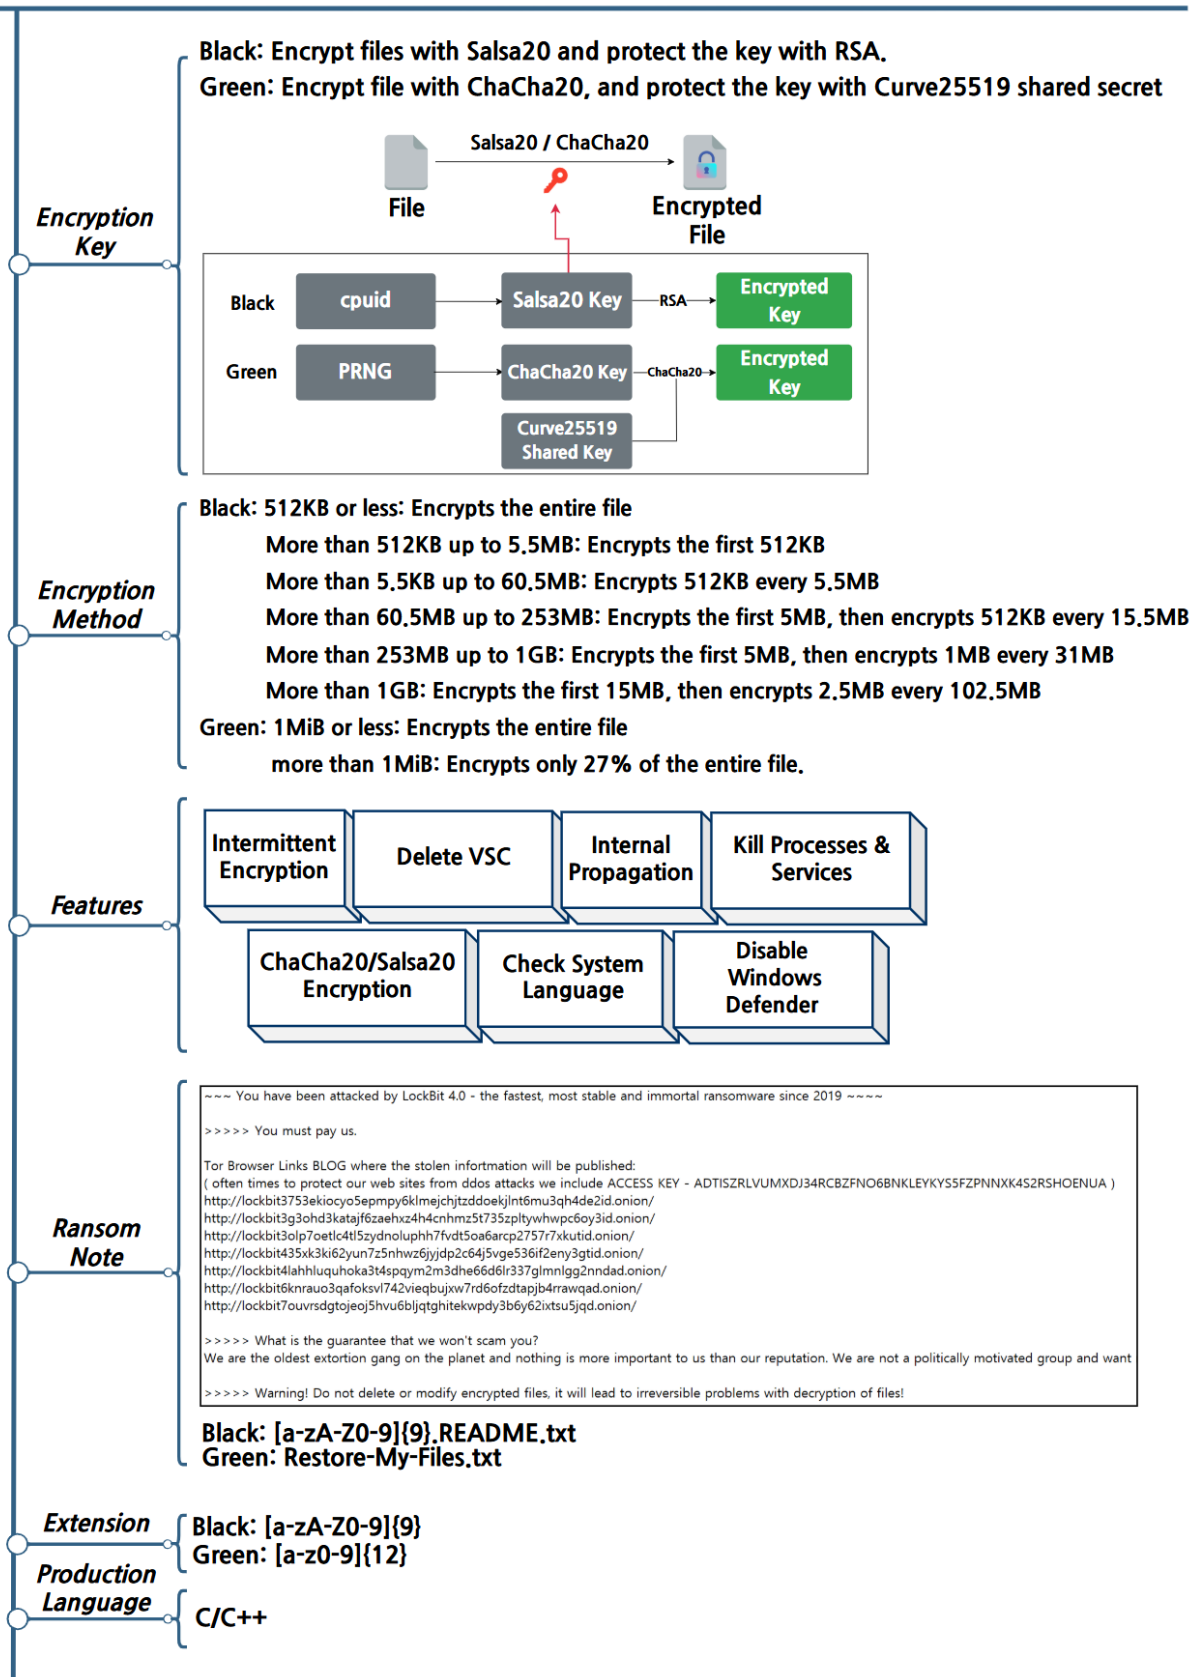 Black: Encrypt files with Salsa20 and protect the key with RSA.
Green: Encrypt file with ChaCha20, and protect the key with Curve25519 shared secret
Salsa20 / ChaCha20
File
Encrypted
File
Encryption
Key
Black
cpuid
Salsa20 Key
RSA
Encrypted
Key
Green
PRNG
ChaCha20 Key
ChaCha20
Encrypted
Key
Curve25519
Shared Key
Encryption
Method
Black: 512KB or less: Encrypts the entire file
More than 512KB up to 5.5MB: Encrypts the first 512KB
More than 5.5KB up to 60.5MB: Encrypts 512KB every 5.5MB
More than 60.5MB up to 253MB: Encrypts the first 5MB, then encrypts 512KB every 15.5MB
More than 253MB up to 1GB: Encrypts the first 5MB, then encrypts 1MB every 31MB
More than 1GB: Encrypts the first 15MB, then encrypts 2.5MB every 102.5MB
Green: 1MiB or less: Encrypts the entire file
more than 1MiB: Encrypts only 27% of the entire file.
Features
Intermittent
Encryption
Delete VSC
Internal
Propagation
Kill Processes &
Services
ChaCha20/Salsa20
Encryption
Check System
Language
Disable
Windows
Defender
Ransom
Note
~~~ You have been attacked by LockBit 4.0 - the fastest, most stable and immortal ransomware since 2019 ~~~~
>>>>> You must pay us.
Tor Browser Links BLOG where the stolen infortmation will be published:
( often times to protect our web sites from ddos attacks we include ACCESS KEY - ADTISZRLVUMXDJ34RCBZFNO6BNKLEYKYS5FZPNNXK4S2RSHOENUA )
http://lockbit3753ekiocyo5epmpy6klmejchjtzddoekjlnt6mu3qh4de2id.onion/
http://lockbit3g3ohd3katajf6zaehxz4h4cnhmz5t735zpltywhwpc6oy3id.onion/
http://lockbit3olp7oetlc4tl5zydnoluphh7fvdt5oa6arcp2757r7xkutid.onion/
http://lockbit435xk3ki62yun7z5nhwz6jyjdp2c64j5vge536if2eny3gtid.onion/
http://lockbit4lahhluquhoka3t4spqym2m3dhe66d6lr337glmnlgg2nndad.onion/
http://lockbit6knrauo3qafoksvl742vieqbujxw7rd6ofzdtapjb4rrawqad.onion/
http://lockbit7ouvrsdgtojeoj5hvu6bljqtghitekwpdy3b6y62ixtsu5jqd.onion/
>>>>> What is the guarantee that we won't scam you?
We are the oldest extortion gang on the planet and nothing is more important to us than our reputation. We are not a politically motivated group and want
>>>>> Warning! Do not delete or modify encrypted files, it will lead to irreversible problems with decryption of files!
Black: [a-zA-Z0-9]{9}.README.txt
Green: Restore-My-Files.txt
Extension
Black: [a-zA-Z0-9]{9}
Green: [a-z0-9]{12}
Production
Language
C/C++